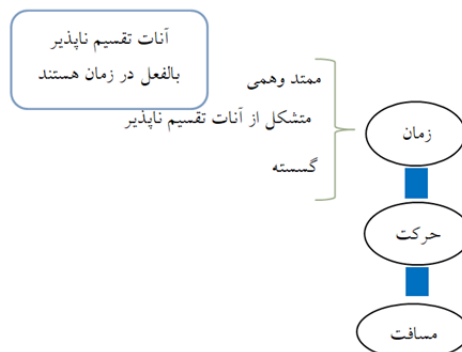 آنات تقسیم ناپذیر
بالفعل در زمان هستند
ممتد وهمی
متشکل از آنات تقسیم ناپذیر
گسسته
زمان
حرکت
مسافت